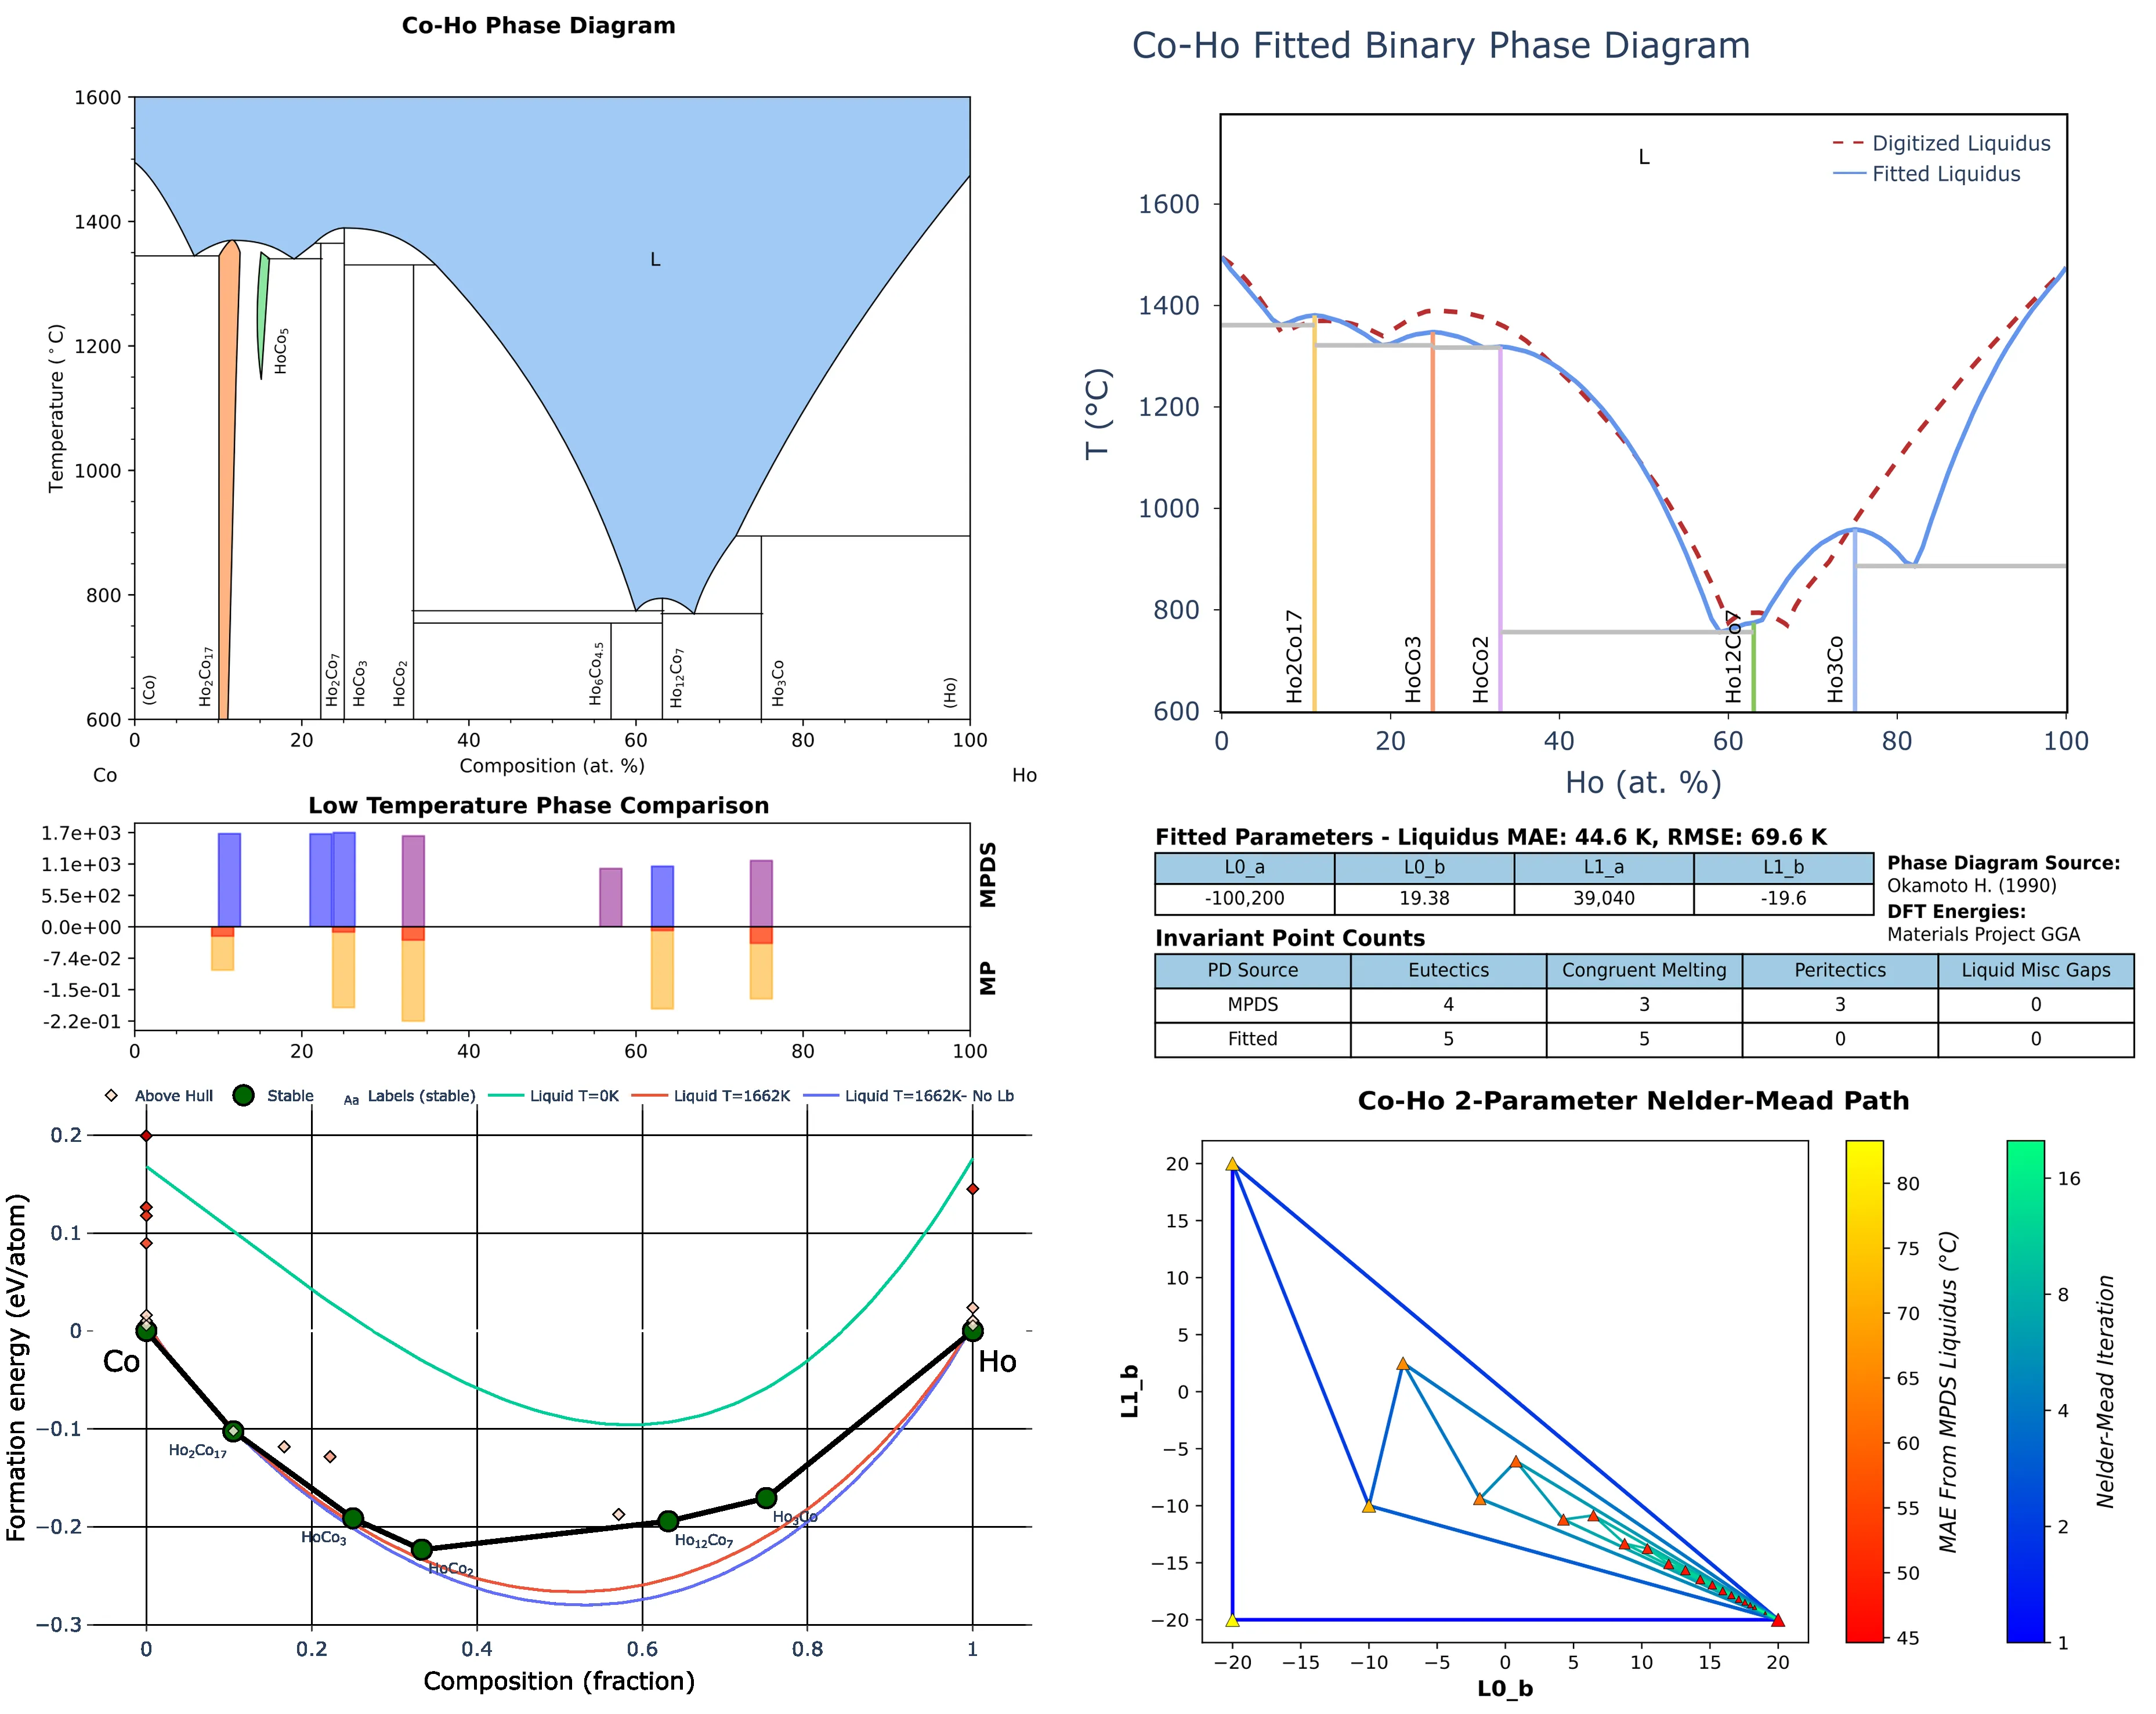 Co-Ho Phase Diagram
1600
1400
1200
1000
800
600
Temperature (°C)
L
HoCo5
(Co)
Ho2Co17
Ho2Co7
HoCo3
HoCo2
Ho6Co4.5
Ho12Co7
Ho3Co
(Ho)
0 20 40 60 80 100
Composition (at. %)
Co Ho
Co-Ho Fitted Binary Phase Diagram
L
Digitized Liquidus
Fitted Liquidus
1600
1400
1200
1000
800
600
T (°C)
Ho2Co17
HoCo3
HoCo2
Ho12Co7
Ho3Co
0 20 40 60 80 100
Ho (at. %)
Low Temperature Phase Comparison
1.7e+03
1.1e+03
5.5e+02
0.0e+00
-7.4e-02
-1.5e-01
-2.2e-01
MPDS
MP
0 20 40 60 80 100
Fitted Parameters - Liquidus MAE: 44.6 K, RMSE: 69.6 K
L0_a L0_b L1_a L1_b
-100,200 19.38 39,040 -19.6
Phase Diagram Source:
Okamoto H. (1990)
DFT Energies:
Materials Project GGA
Invariant Point Counts
PD Source Eutectics Congruent Melting Peritectics Liquid Misc Gaps
MPDS 4 3 3 0
Fitted 5 5 0 0
Above Hull Stable Aa Labels (stable) Liquid T=0K Liquid T=1662K Liquid T=1662K- No Lb
0.2
0.1
0
−0.1
−0.2
−0.3
Formation energy (eV/atom)
Co
Ho
Ho2Co17
HoCo3
HoCo2
Ho12Co7
Ho3Co
0 0.2 0.4 0.6 0.8 1
Composition (fraction)
Co-Ho 2-Parameter Nelder-Mead Path
20
15
10
5
0
−5
−10
−15
−20
L1_b
−20 −15 −10 −5 0 5 10 15 20
L0_b
80
75
70
65
60
55
50
45
MAE From MPDS Liquidus (°C)
16
8
4
2
1
Nelder-Mead Iteration